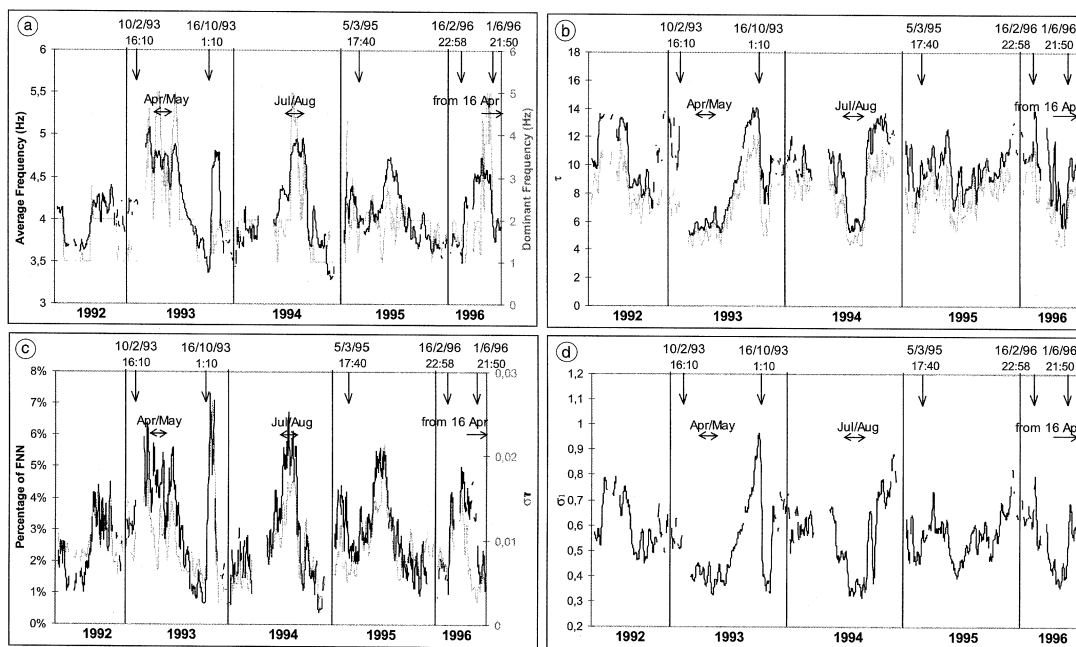 a
10/2/93 16/10/93 5/3/95 16/2/96 1/6/96
16:10 1:10 17:40 22:58 21:50
6 6
5,5 5
5 4
4,5 3
4 2
3,5 1
3 0
Apr/May Jul/Aug from 16 Apr
Average Frequency (Hz)
Dominant Frequency (Hz)
1992 1993 1994 1995 1996
b
10/2/93 16/10/93 5/3/95 16/2/96 1/6/96
16:10 1:10 17:40 22:58 21:50
18
16
14
12
10
8
6
4
2
0
Apr/May Jul/Aug from 16 Apr
τ
1992 1993 1994 1995 1996
c
10/2/93 16/10/93 5/3/95 16/2/96 1/6/96
16:10 1:10 17:40 22:58 21:50
8% 0,03
7%
6%
5% 0,02
4%
3%
2% 0,01
1%
0% 0
Apr/May Jul/Aug from 16 Apr
Percentage of FNN
1992 1993 1994 1995 1996
d
10/2/93 16/10/93 5/3/95 16/2/96 1/6/96
16:10 1:10 17:40 22:58 21:50
1,2
1,1
1
0,9
0,8
0,7
0,6
0,5
0,4
0,3
0,2
Apr/May Jul/Aug from 16 Apr
1992 1993 1994 1995 1996